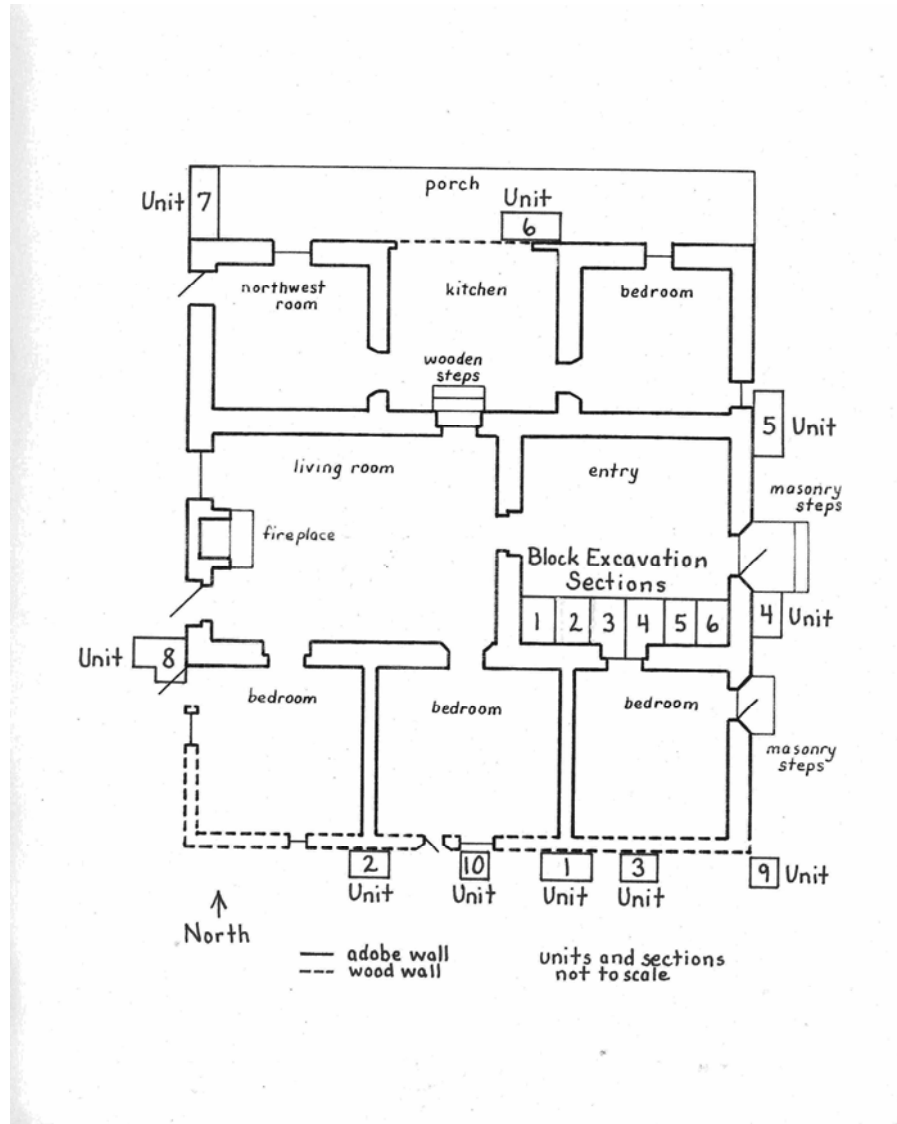 porch
Unit 7
Unit
6
northwest
room
kitchen
bedroom
wooden
steps
5 Unit
living room
entry
masonry
steps
fireplace
Block Excavation
Sections
1 2 3 4 5 6
4 Unit
Unit 8
bedroom
bedroom
bedroom
masonry
steps
2
Unit
10
Unit
1
Unit
3
Unit
9 Unit
North
adobe wall
wood wall
units and sections
not to scale